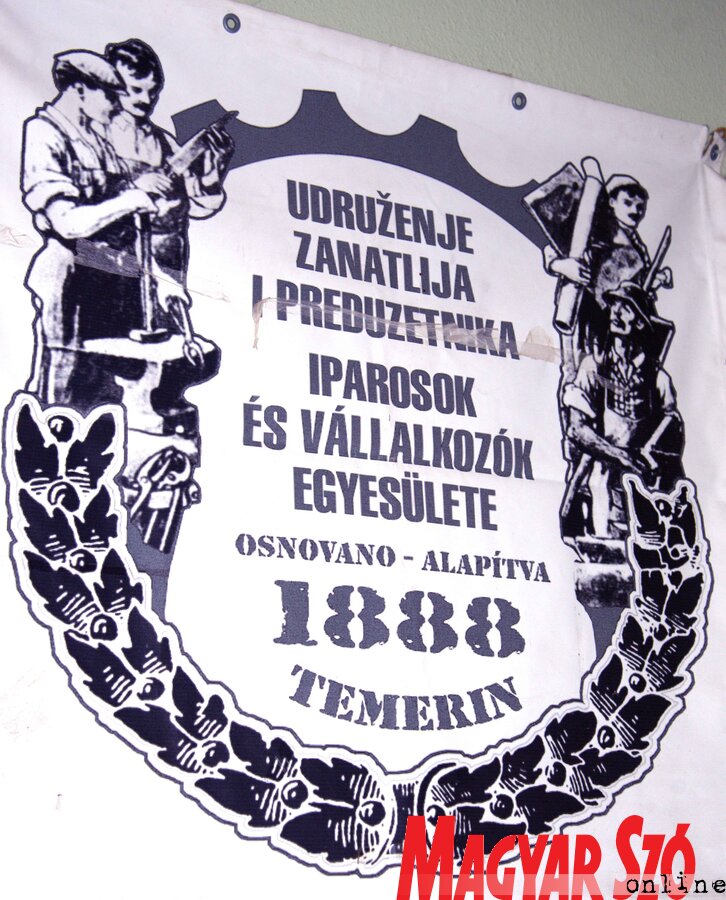 UDRUŽENJE
ZANATLIJA
I PREDUZETNIKA
IPAROSOK
ÉS VÁLLALKOZÓK
EGYESÜLETE
OSNOVANO - ALAPÍTVA
1888
TEMERIN
MAGYAR SZÓ
online